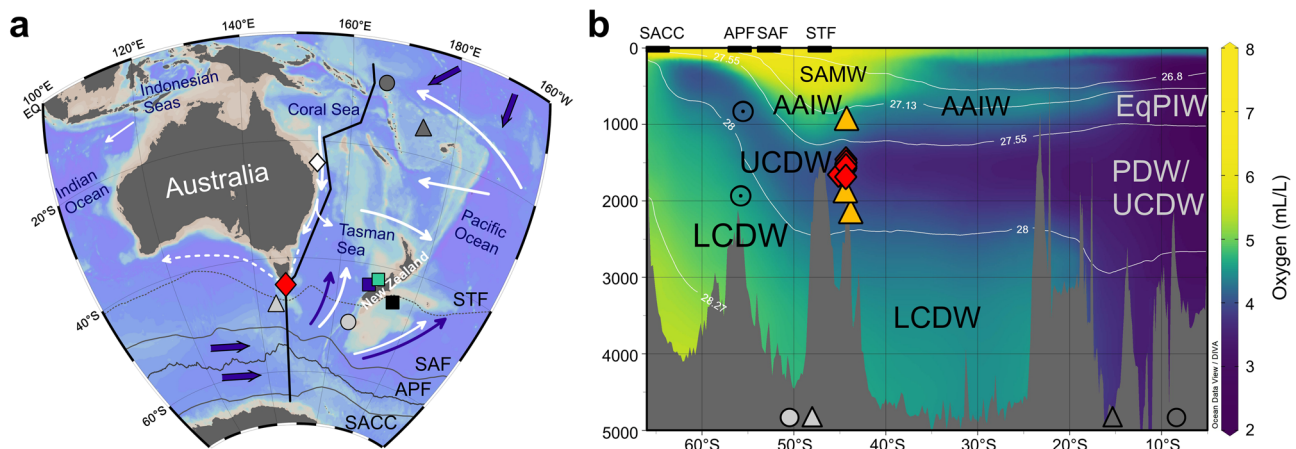 a
140°E
160°E
120°E
180°E
100°E
160°W
EQ
Indonesian
Seas
Coral Sea
Australia
Indian
Ocean
20°S
Tasman
Sea
Pacific
Ocean
New Zealand
STF
40°S
SAF
APF
60°S
SACC
b
SACC APF SAF STF
0
1000
2000
3000
4000
5000
27.55
SAMW
26.8
AAIW
27.13
AAIW
EqPIW
28
27.55
UCDW
PDW/
UCDW
28
LCDW
28.27
LCDW
60°S 50°S 40°S 30°S 20°S 10°S
Ocean Data View / DIVA
8
7
6
5
4
3
2
Oxygen (mL/L)